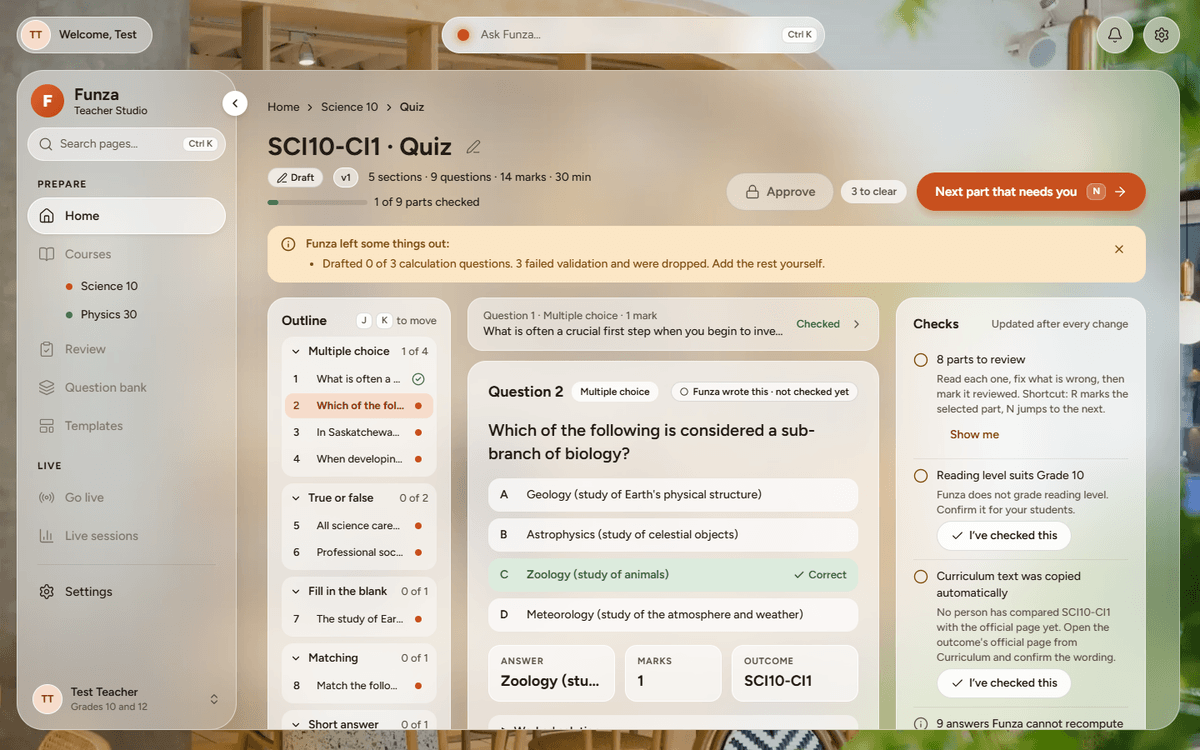 TT Welcome, Test
Ask Funza... Ctrl K
F Funza
Teacher Studio
Search pages... Ctrl K
PREPARE
Home
Courses
Science 10
Physics 30
Review
Question bank
Templates
LIVE
Go live
Live sessions
Settings
TT Test Teacher
Grades 10 and 12
Home > Science 10 > Quiz
SCI10-CI1 · Quiz
Draft v1 5 sections · 9 questions · 14 marks · 30 min
1 of 9 parts checked
Approve 3 to clear Next part that needs you N →
Funza left some things out:
• Drafted 0 of 3 calculation questions. 3 failed validation and were dropped. Add the rest yourself.
Outline J K to move
Multiple choice 1 of 4
1 What is often a ...
2 Which of the fol...
3 In Saskatchewa...
4 When developin...
True or false 0 of 2
5 All science care...
6 Professional soc...
Fill in the blank 0 of 1
7 The study of Ear...
Matching 0 of 1
8 Match the follo...
Short answer 0 of 1
Question 1 · Multiple choice · 1 mark
What is often a crucial first step when you begin to inve... Checked
Question 2 Multiple choice Funza wrote this · not checked yet
Which of the following is considered a sub-
branch of biology?
A Geology (study of Earth's physical structure)
B Astrophysics (study of celestial objects)
C Zoology (study of animals) ✓ Correct
D Meteorology (study of the atmosphere and weather)
ANSWER
Zoology (stu...
MARKS
1
OUTCOME
SCI10-CI1
Checks Updated after every change
8 parts to review
Read each one, fix what is wrong, then
mark it reviewed. Shortcut: R marks the
selected part, N jumps to the next.
Show me
Reading level suits Grade 10
Funza does not grade reading level.
Confirm it for your students.
✓ I've checked this
Curriculum text was copied
automatically
No person has compared SCI10-CI1
with the official page yet. Open the
outcome's official page from
Curriculum and confirm the wording.
✓ I've checked this
9 answers Funza cannot recompute